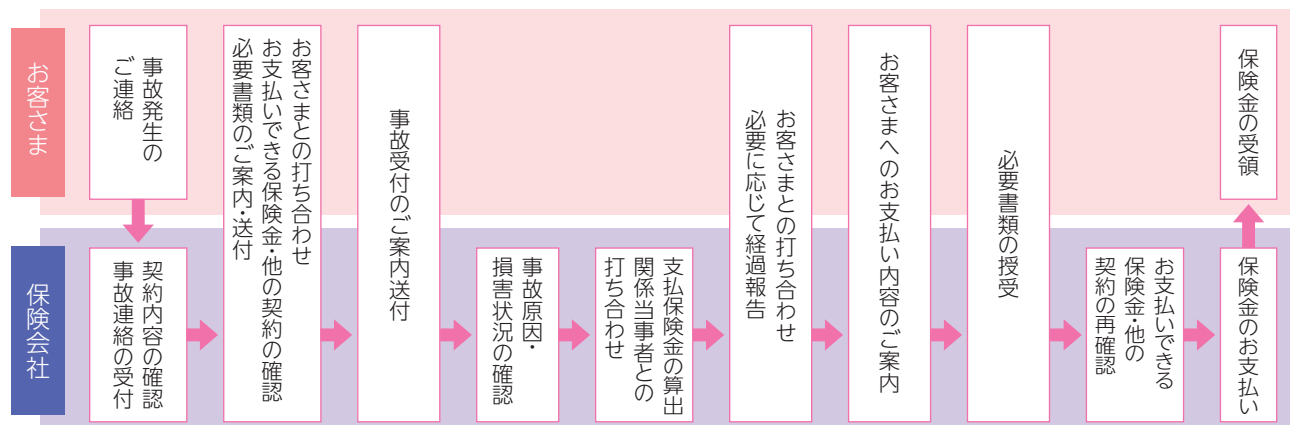 お客さま
保険会社
事故発生の
ご連絡
契約内容の確認
事故連絡の受付
お客さまとの打ち合わせ
お支払いできる保険金・他の契約の確認
必要書類のご案内・送付
事故受付のご案内送付
事故原因・
損害状況の確認
支払保険金の算出
関係当事者との
打ち合わせ
お客さまとの打ち合わせ
必要に応じて経過報告
お客さまへのお支払い内容のご案内
必要書類の授受
お支払いできる
保険金・他の
契約の再確認
保険金のお支払い
保険金の受領